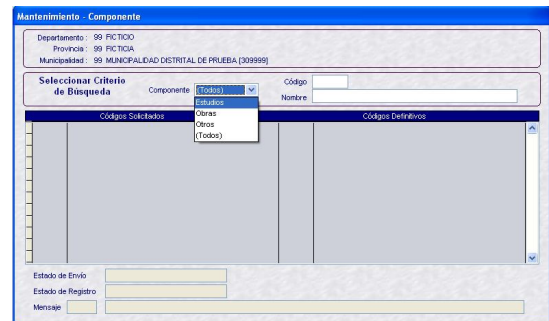 Mantenimiento - Componente
Departamento : 99 FICTICIO
Provincia : 99 FICTICIA
Municipalidad : 99 MUNICIPALIDAD DISTRITAL DE PRUEBA [309999]
Seleccionar Criterio
de Búsqueda
Componente (Todos)
Código
Nombre
Estudios
Obras
Otros
(Todos)
Códigos Solicitados
Códigos Definitivos
Estado de Envío
Estado de Registro
Mensaje